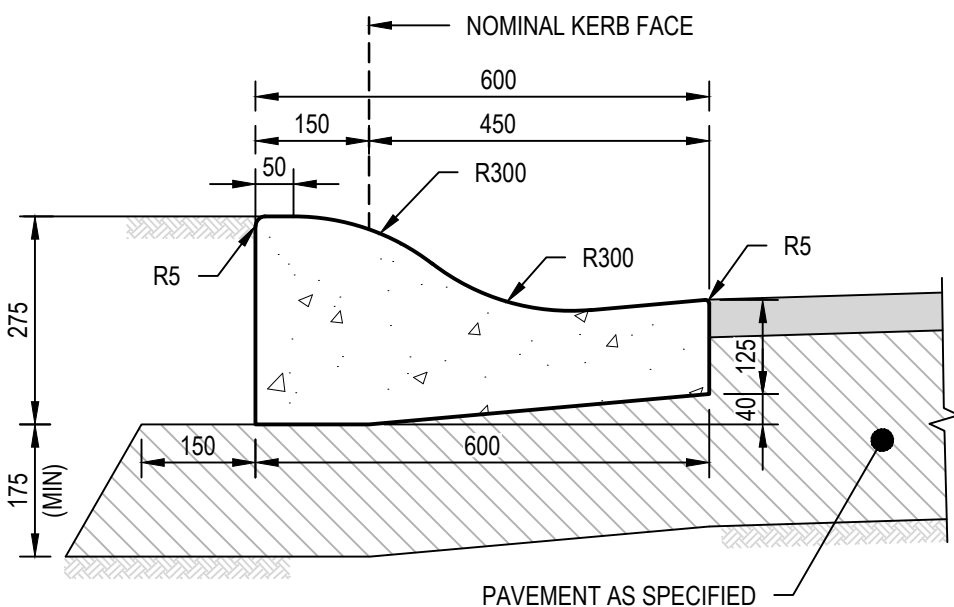 NOMINAL KERB FACE
600
150
450
50
R300
R5
R300
R5
275
125
40
150
600
175
(MIN)
PAVEMENT AS SPECIFIED